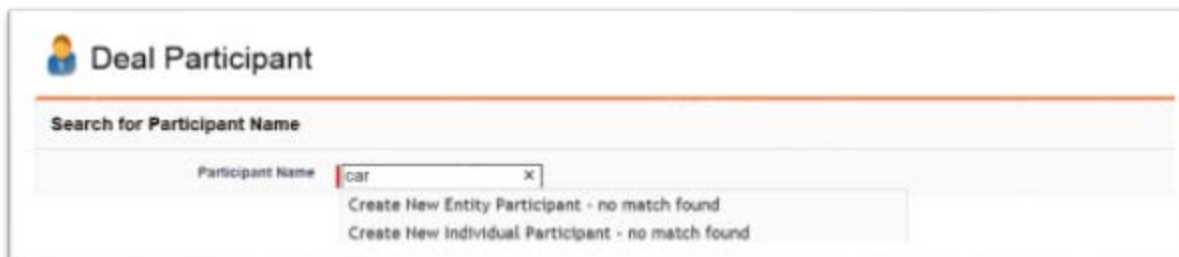 Deal Participant
Search for Participant Name
Participant Name car ×
Create New Entity Participant - no match found
Create New Individual Participant - no match found